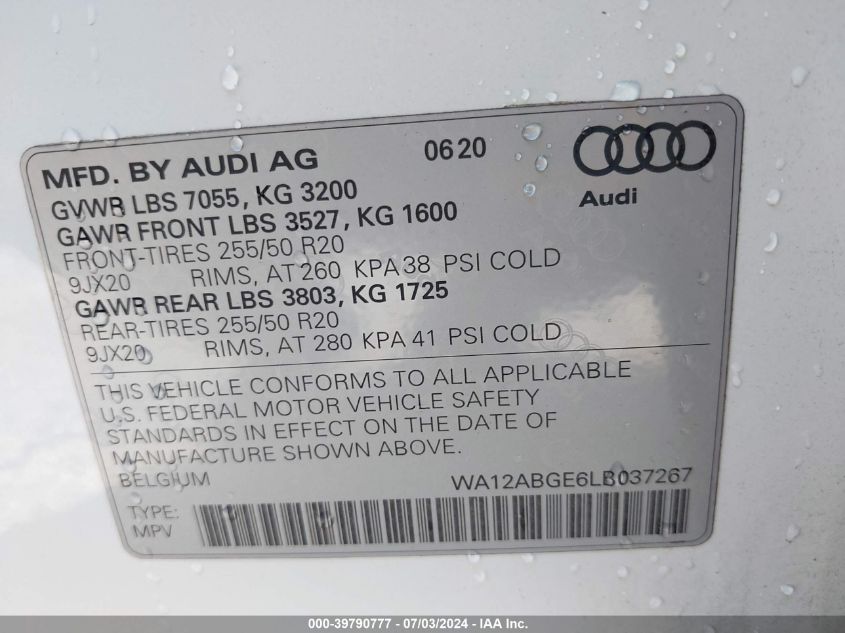 MFD. BY AUDI AG 0620
Audi
GVWR LBS 7055, KG 3200
GAWR FRONT LBS 3527, KG 1600
FRONT-TIRES 255/50 R20
9JX20 RIMS, AT 260 KPA 38 PSI COLD
GAWR REAR LBS 3803, KG 1725
REAR-TIRES 255/50 R20
9JX20 RIMS, AT 280 KPA 41 PSI COLD
THIS VEHICLE CONFORMS TO ALL APPLICABLE
U.S. FEDERAL MOTOR VEHICLE SAFETY
STANDARDS IN EFFECT ON THE DATE OF
MANUFACTURE SHOWN ABOVE.
BELGIUM WA12ABGE6LB037267
TYPE:
MPV
000-39790777 - 07/03/2024 - IAA Inc.